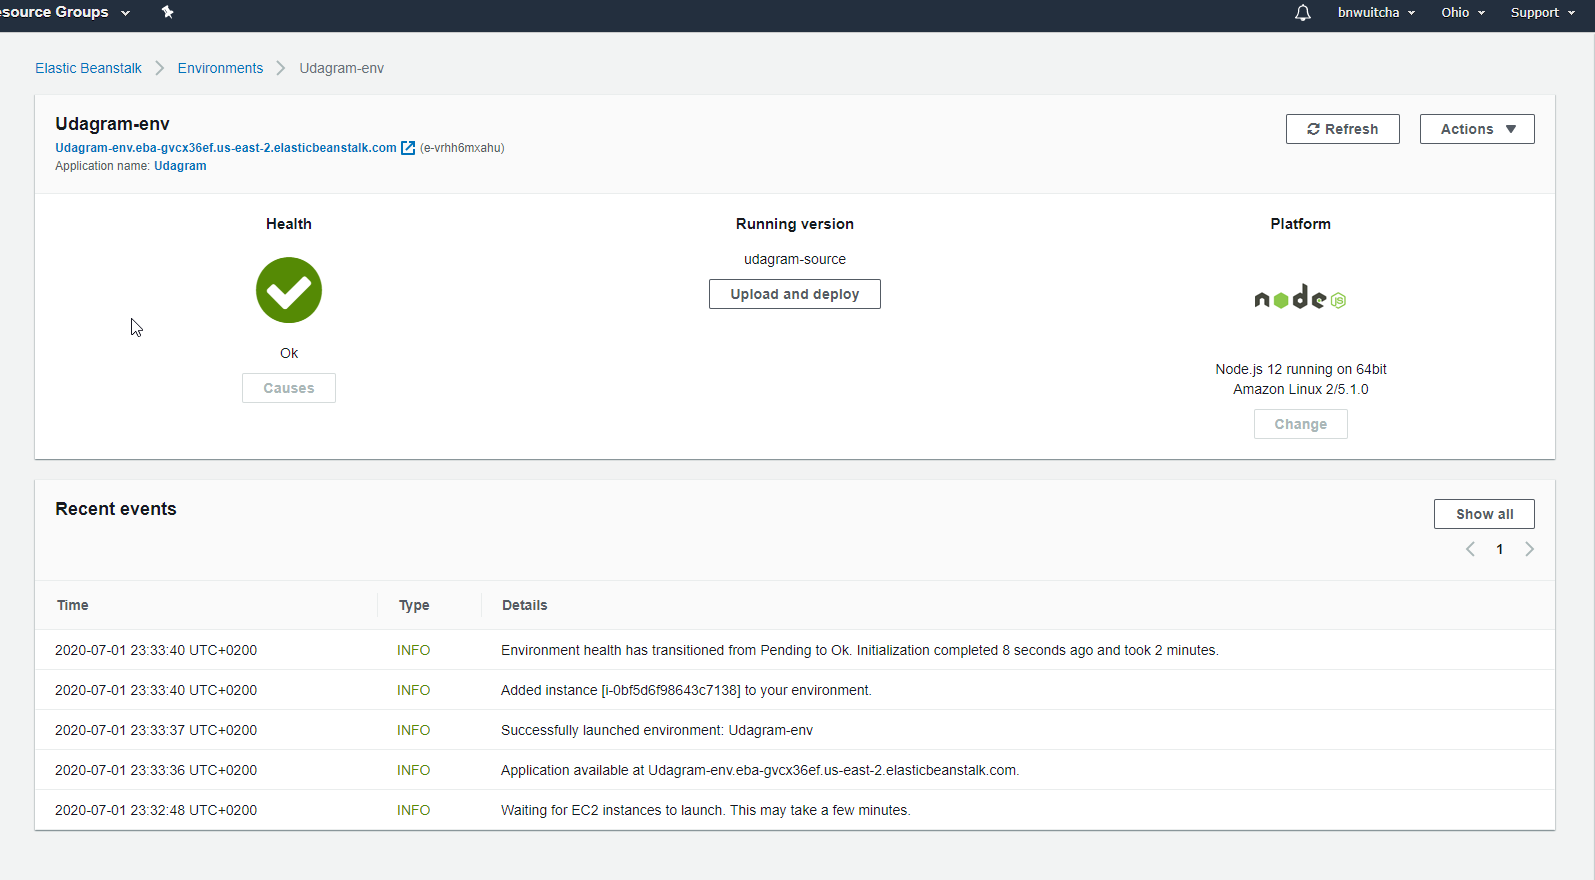 esource Groups
bnwuitcha Ohio Support
Elastic Beanstalk Environments Udagram-env
Udagram-env
Refresh Actions
Udagram-env.eba-gvcx36ef.us-east-2.elasticbeanstalk.com (e-vrhh6mxahu)
Application name: Udagram
Health
Ok
Causes
Running version
udagram-source
Upload and deploy
Platform
node JS
Node.js 12 running on 64bit
Amazon Linux 2/5.1.0
Change
Recent events
Show all
1
Time Type Details
2020-07-01 23:33:40 UTC+0200 INFO Environment health has transitioned from Pending to Ok. Initialization completed 8 seconds ago and took 2 minutes.
2020-07-01 23:33:40 UTC+0200 INFO Added instance [i-0bf5d6f98643c7138] to your environment.
2020-07-01 23:33:37 UTC+0200 INFO Successfully launched environment: Udagram-env
2020-07-01 23:33:36 UTC+0200 INFO Application available at Udagram-env.eba-gvcx36ef.us-east-2.elasticbeanstalk.com.
2020-07-01 23:32:48 UTC+0200 INFO Waiting for EC2 instances to launch. This may take a few minutes.